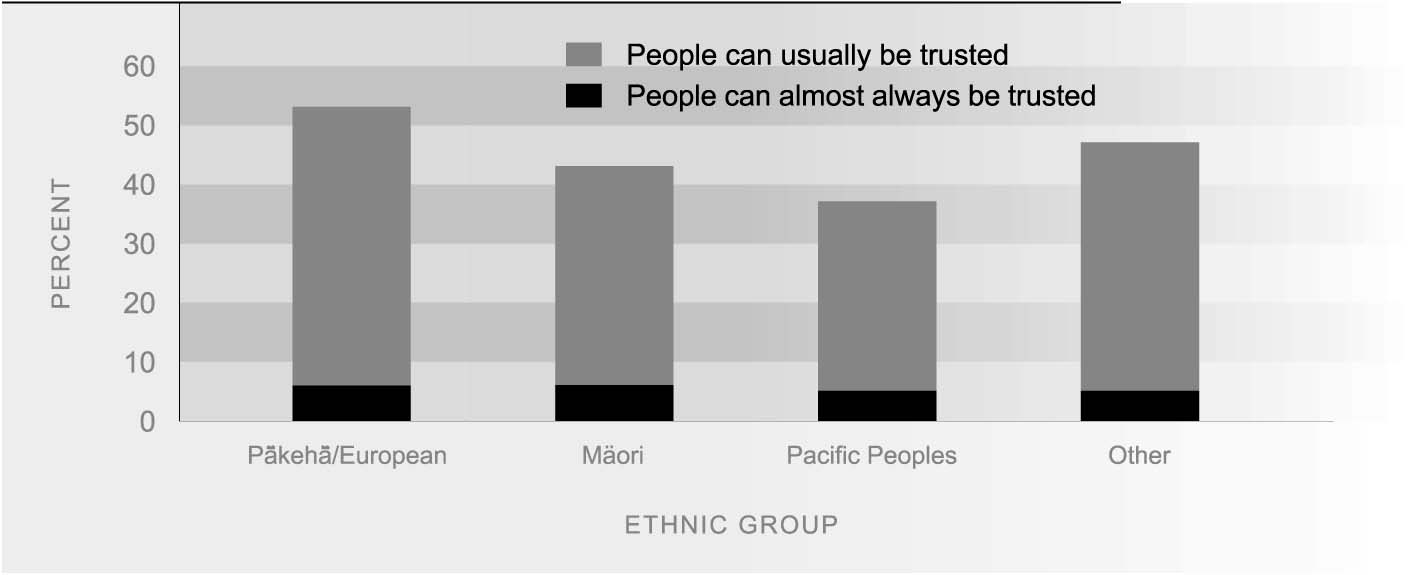 People can usually be trusted
People can almost always be trusted
60
50
40
30
20
10
0
PERCENT
Päkehä/European
Mäori
Pacific Peoples
Other
ETHNIC GROUP